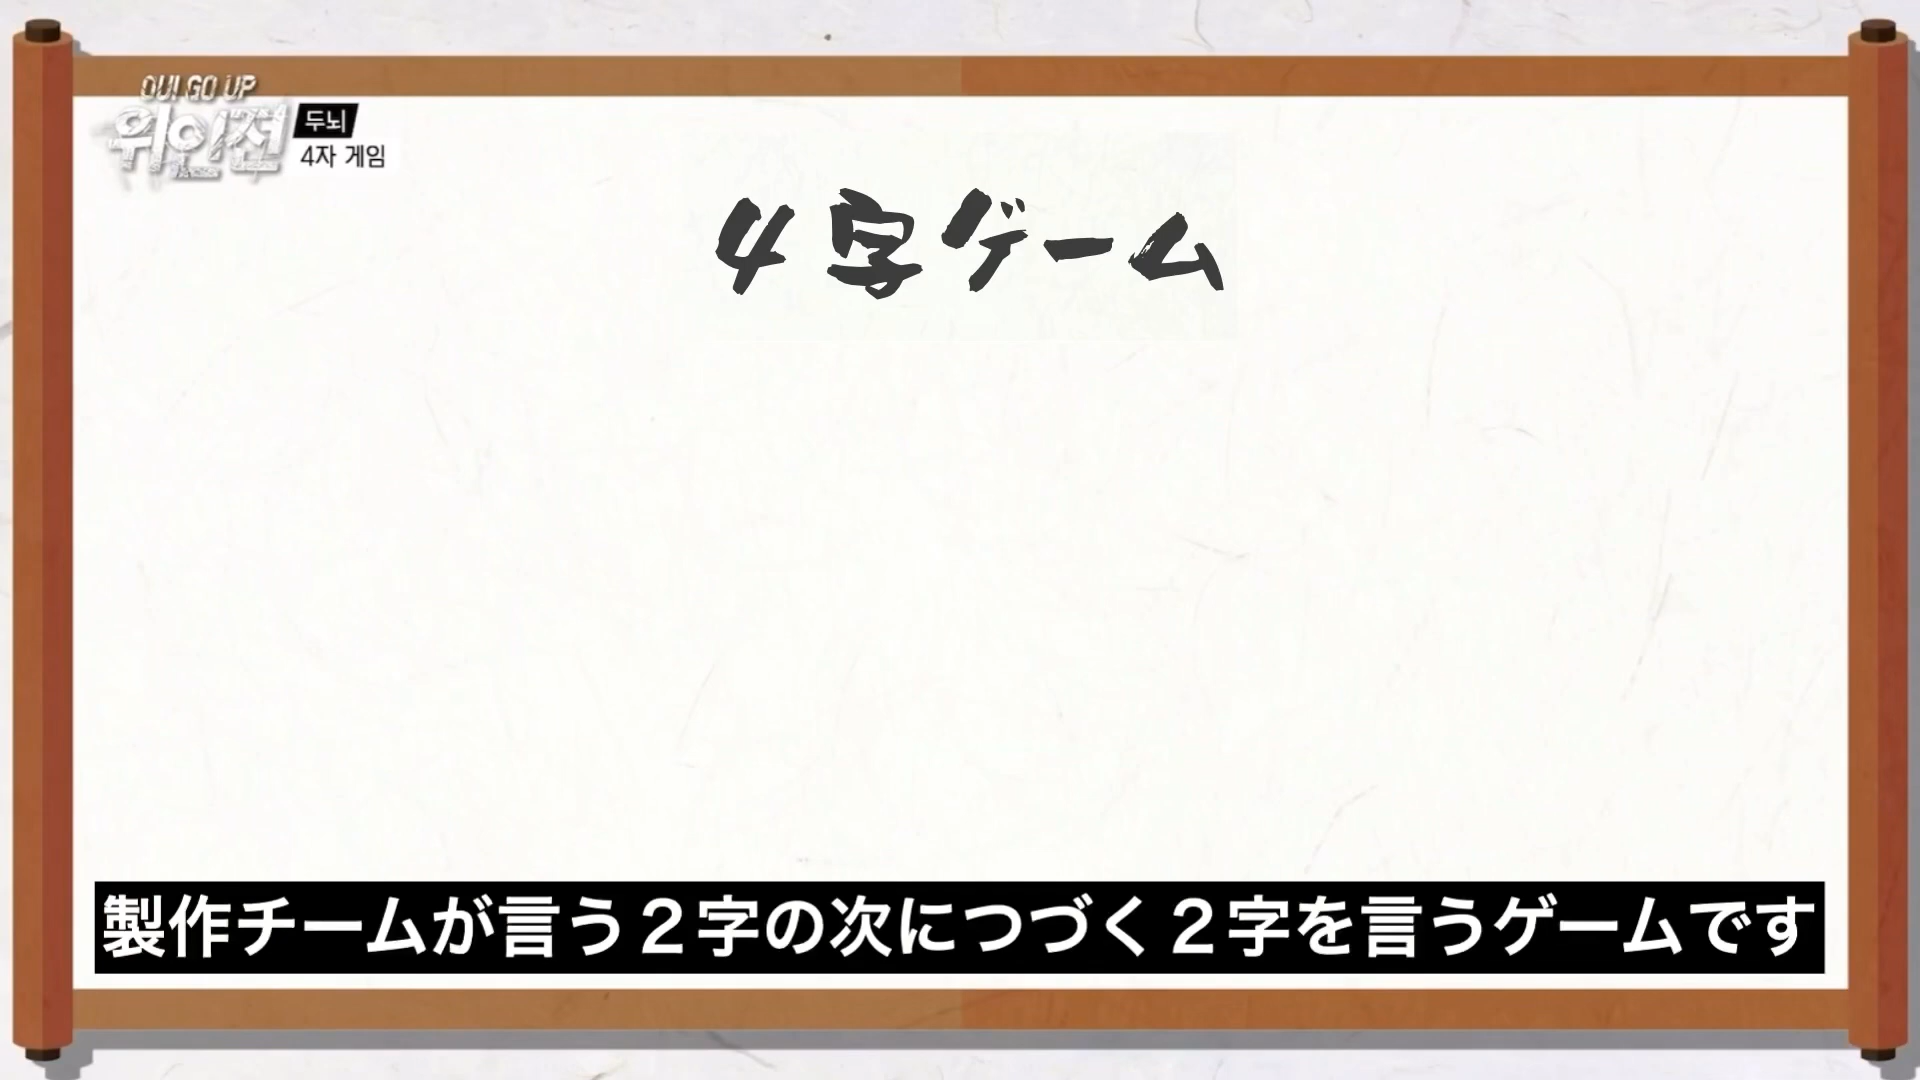 OUI GO UP
위인전
두뇌
4자 게임
4字ゲーム
製作チームが言う２字の次につづく２字を言うゲームです